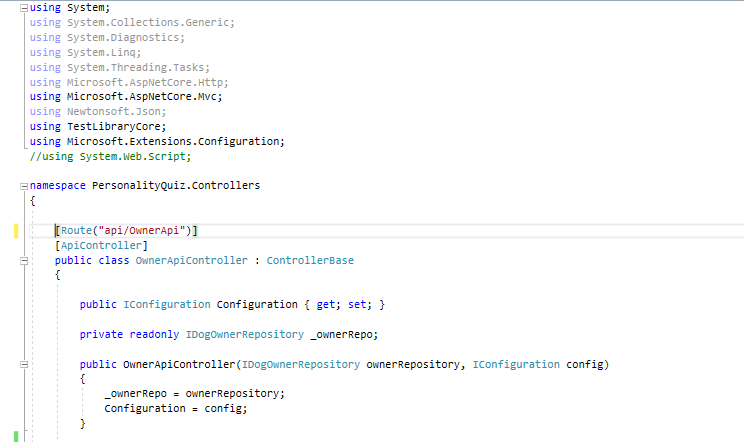 using System;
using System.Collections.Generic;
using System.Diagnostics;
using System.Linq;
using System.Threading.Tasks;
using Microsoft.AspNetCore.Http;
using Microsoft.AspNetCore.Mvc;
using Newtonsoft.Json;
using TestLibraryCore;
using Microsoft.Extensions.Configuration;
//using System.Web.Script;
namespace PersonalityQuiz.Controllers
{
[Route("api/OwnerApi")]
[ApiController]
public class OwnerApiController : ControllerBase
{
public IConfiguration Configuration { get; set; }
private readonly IDogOwnerRepository _ownerRepo;
public OwnerApiController(IDogOwnerRepository ownerRepository, IConfiguration config)
{
_ownerRepo = ownerRepository;
Configuration = config;
}